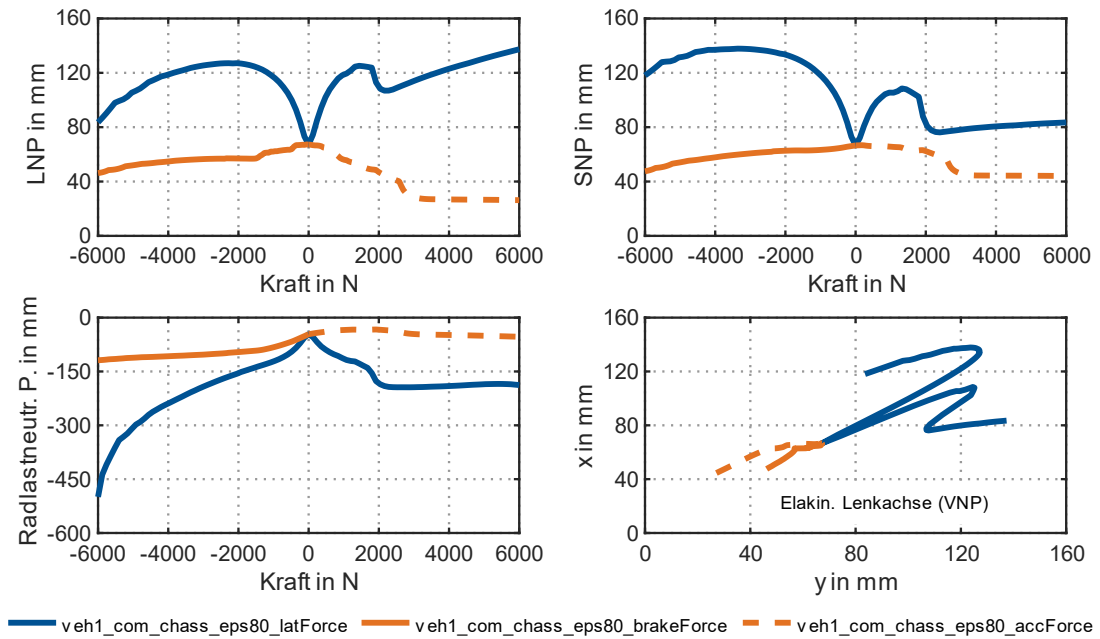 160
120
80
40
0
LNP in mm
-6000 -4000 -2000 0 2000 4000 6000
Kraft in N
160
120
80
40
0
SNP in mm
-6000 -4000 -2000 0 2000 4000 6000
Kraft in N
0
-150
-300
-450
-600
Radlastneutr. P. in mm
-6000 -4000 -2000 0 2000 4000 6000
Kraft in N
160
120
80
40
0
x in mm
Elakin. Lenkachse (VNP)
0 40 80 120 160
y in mm
veh1_com_chass_eps80_latForce veh1_com_chass_eps80_brakeForce veh1_com_chass_eps80_accForce